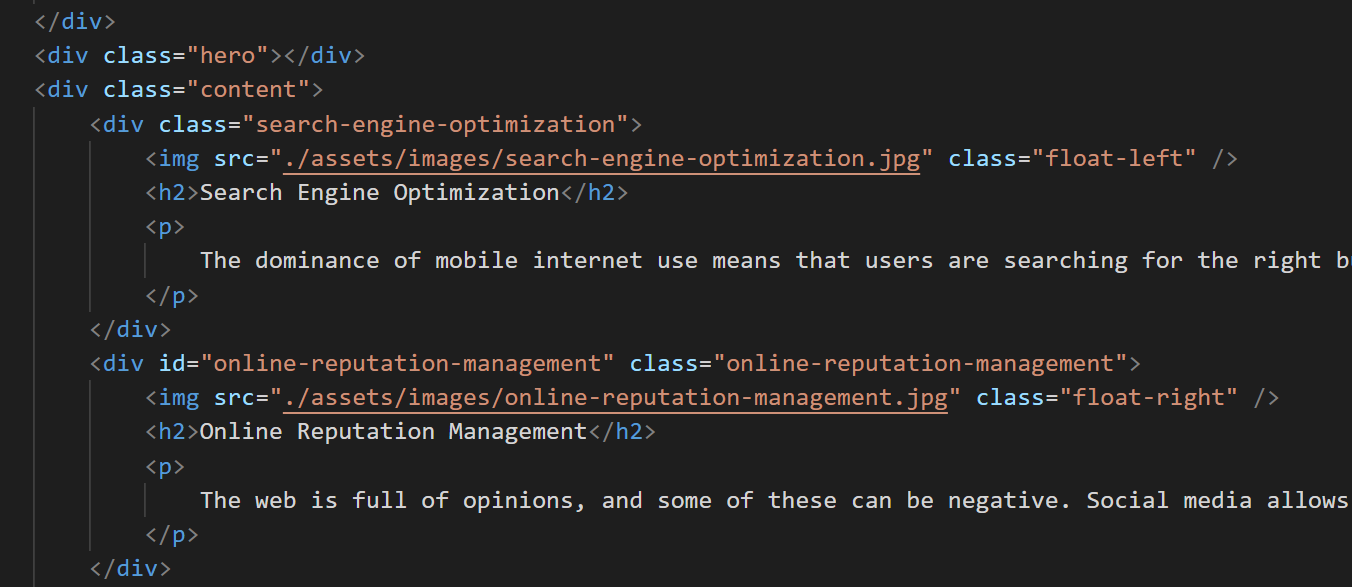 </div>
<div class="hero"></div>
<div class="content">
<div class="search-engine-optimization">
<img src="./assets/images/search-engine-optimization.jpg" class="float-left" />
<h2>Search Engine Optimization</h2>
<p>
The dominance of mobile internet use means that users are searching for the right
</p>
</div>
<div id="online-reputation-management" class="online-reputation-management">
<img src="./assets/images/online-reputation-management.jpg" class="float-right" />
<h2>Online Reputation Management</h2>
<p>
The web is full of opinions, and some of these can be negative. Social media allows
</p>
</div>